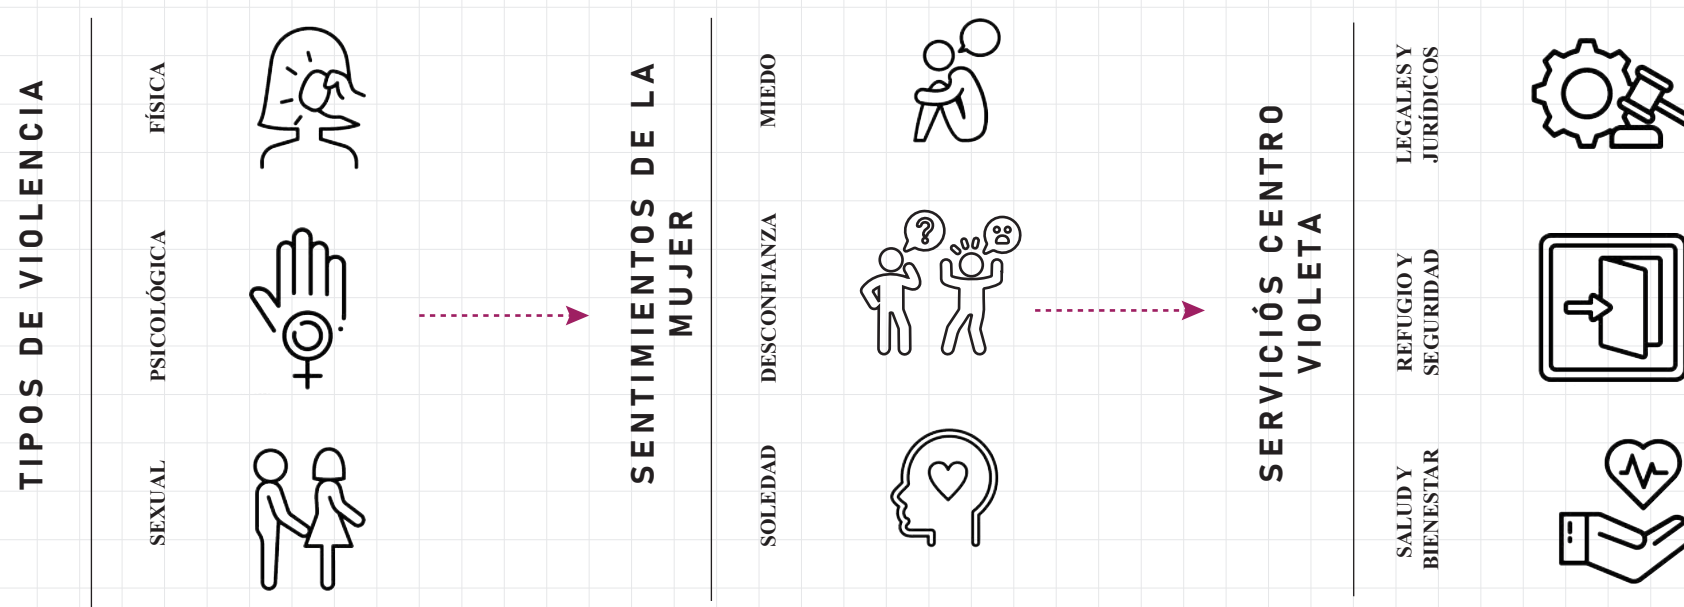 TIPOS DE VIOLENCIA
FÍSICA
PSICOLÓGICA
SEXUAL
SENTIMIENTOS DE LA
MUJER
MIEDO
DESCONFIANZA
?
SOLEDAD
SERVICIÓS CENTRO
VIOLETA
LEGALES Y
JURÍDICOS
REFUGIO Y
SEGURIDAD
SALUD Y
BIENESTAR